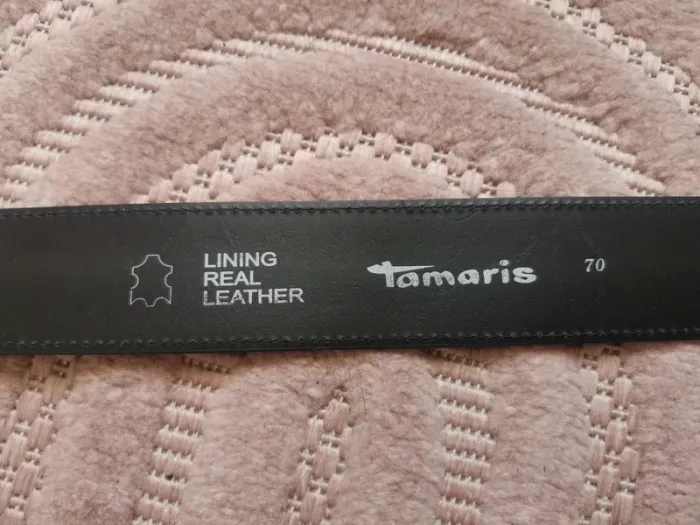 LINING
REAL
LEATHER
Tamaris
70